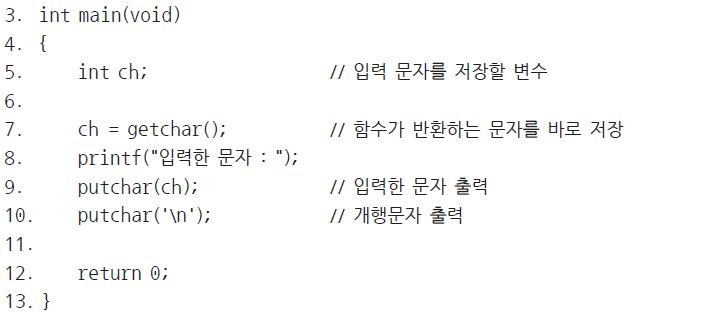 3. int main(void)
4. {
5. int ch; // 입력 문자를 저장할 변수
6.
7. ch = getchar(); // 함수가 반환하는 문자를 바로 저장
8. printf("입력한 문자 : ");
9. putchar(ch); // 입력한 문자 출력
10. putchar('\n'); // 개행문자 출력
11.
12. return 0;
13. }